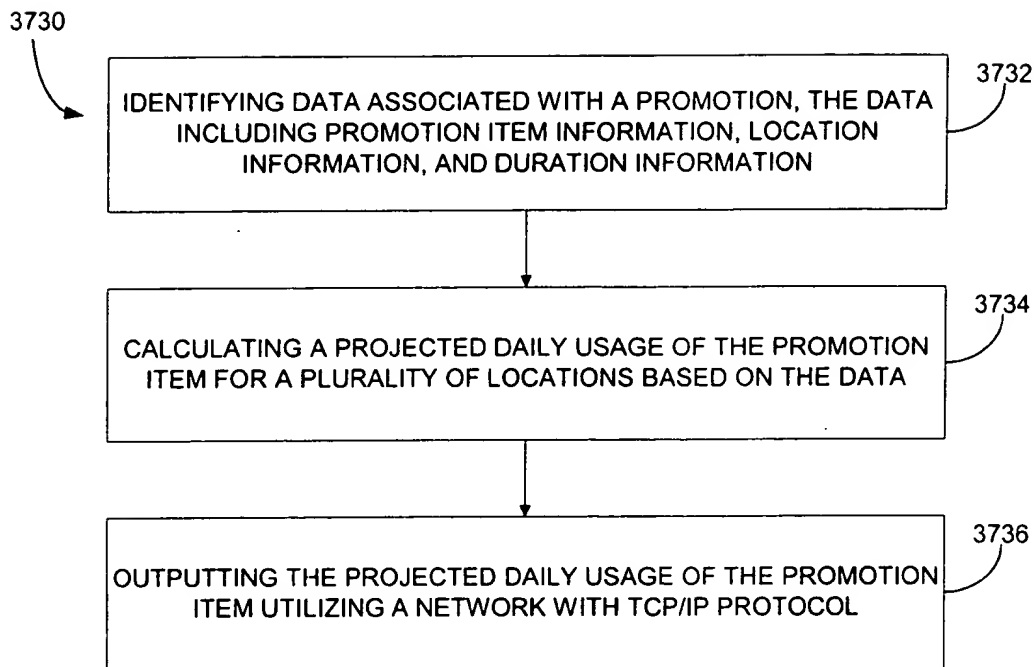 3730
3732
IDENTIFYING DATA ASSOCIATED WITH A PROMOTION, THE DATA
INCLUDING PROMOTION ITEM INFORMATION, LOCATION
INFORMATION, AND DURATION INFORMATION
3734
CALCULATING A PROJECTED DAILY USAGE OF THE PROMOTION
ITEM FOR A PLURALITY OF LOCATIONS BASED ON THE DATA
3736
OUTPUTTING THE PROJECTED DAILY USAGE OF THE PROMOTION
ITEM UTILIZING A NETWORK WITH TCP/IP PROTOCOL